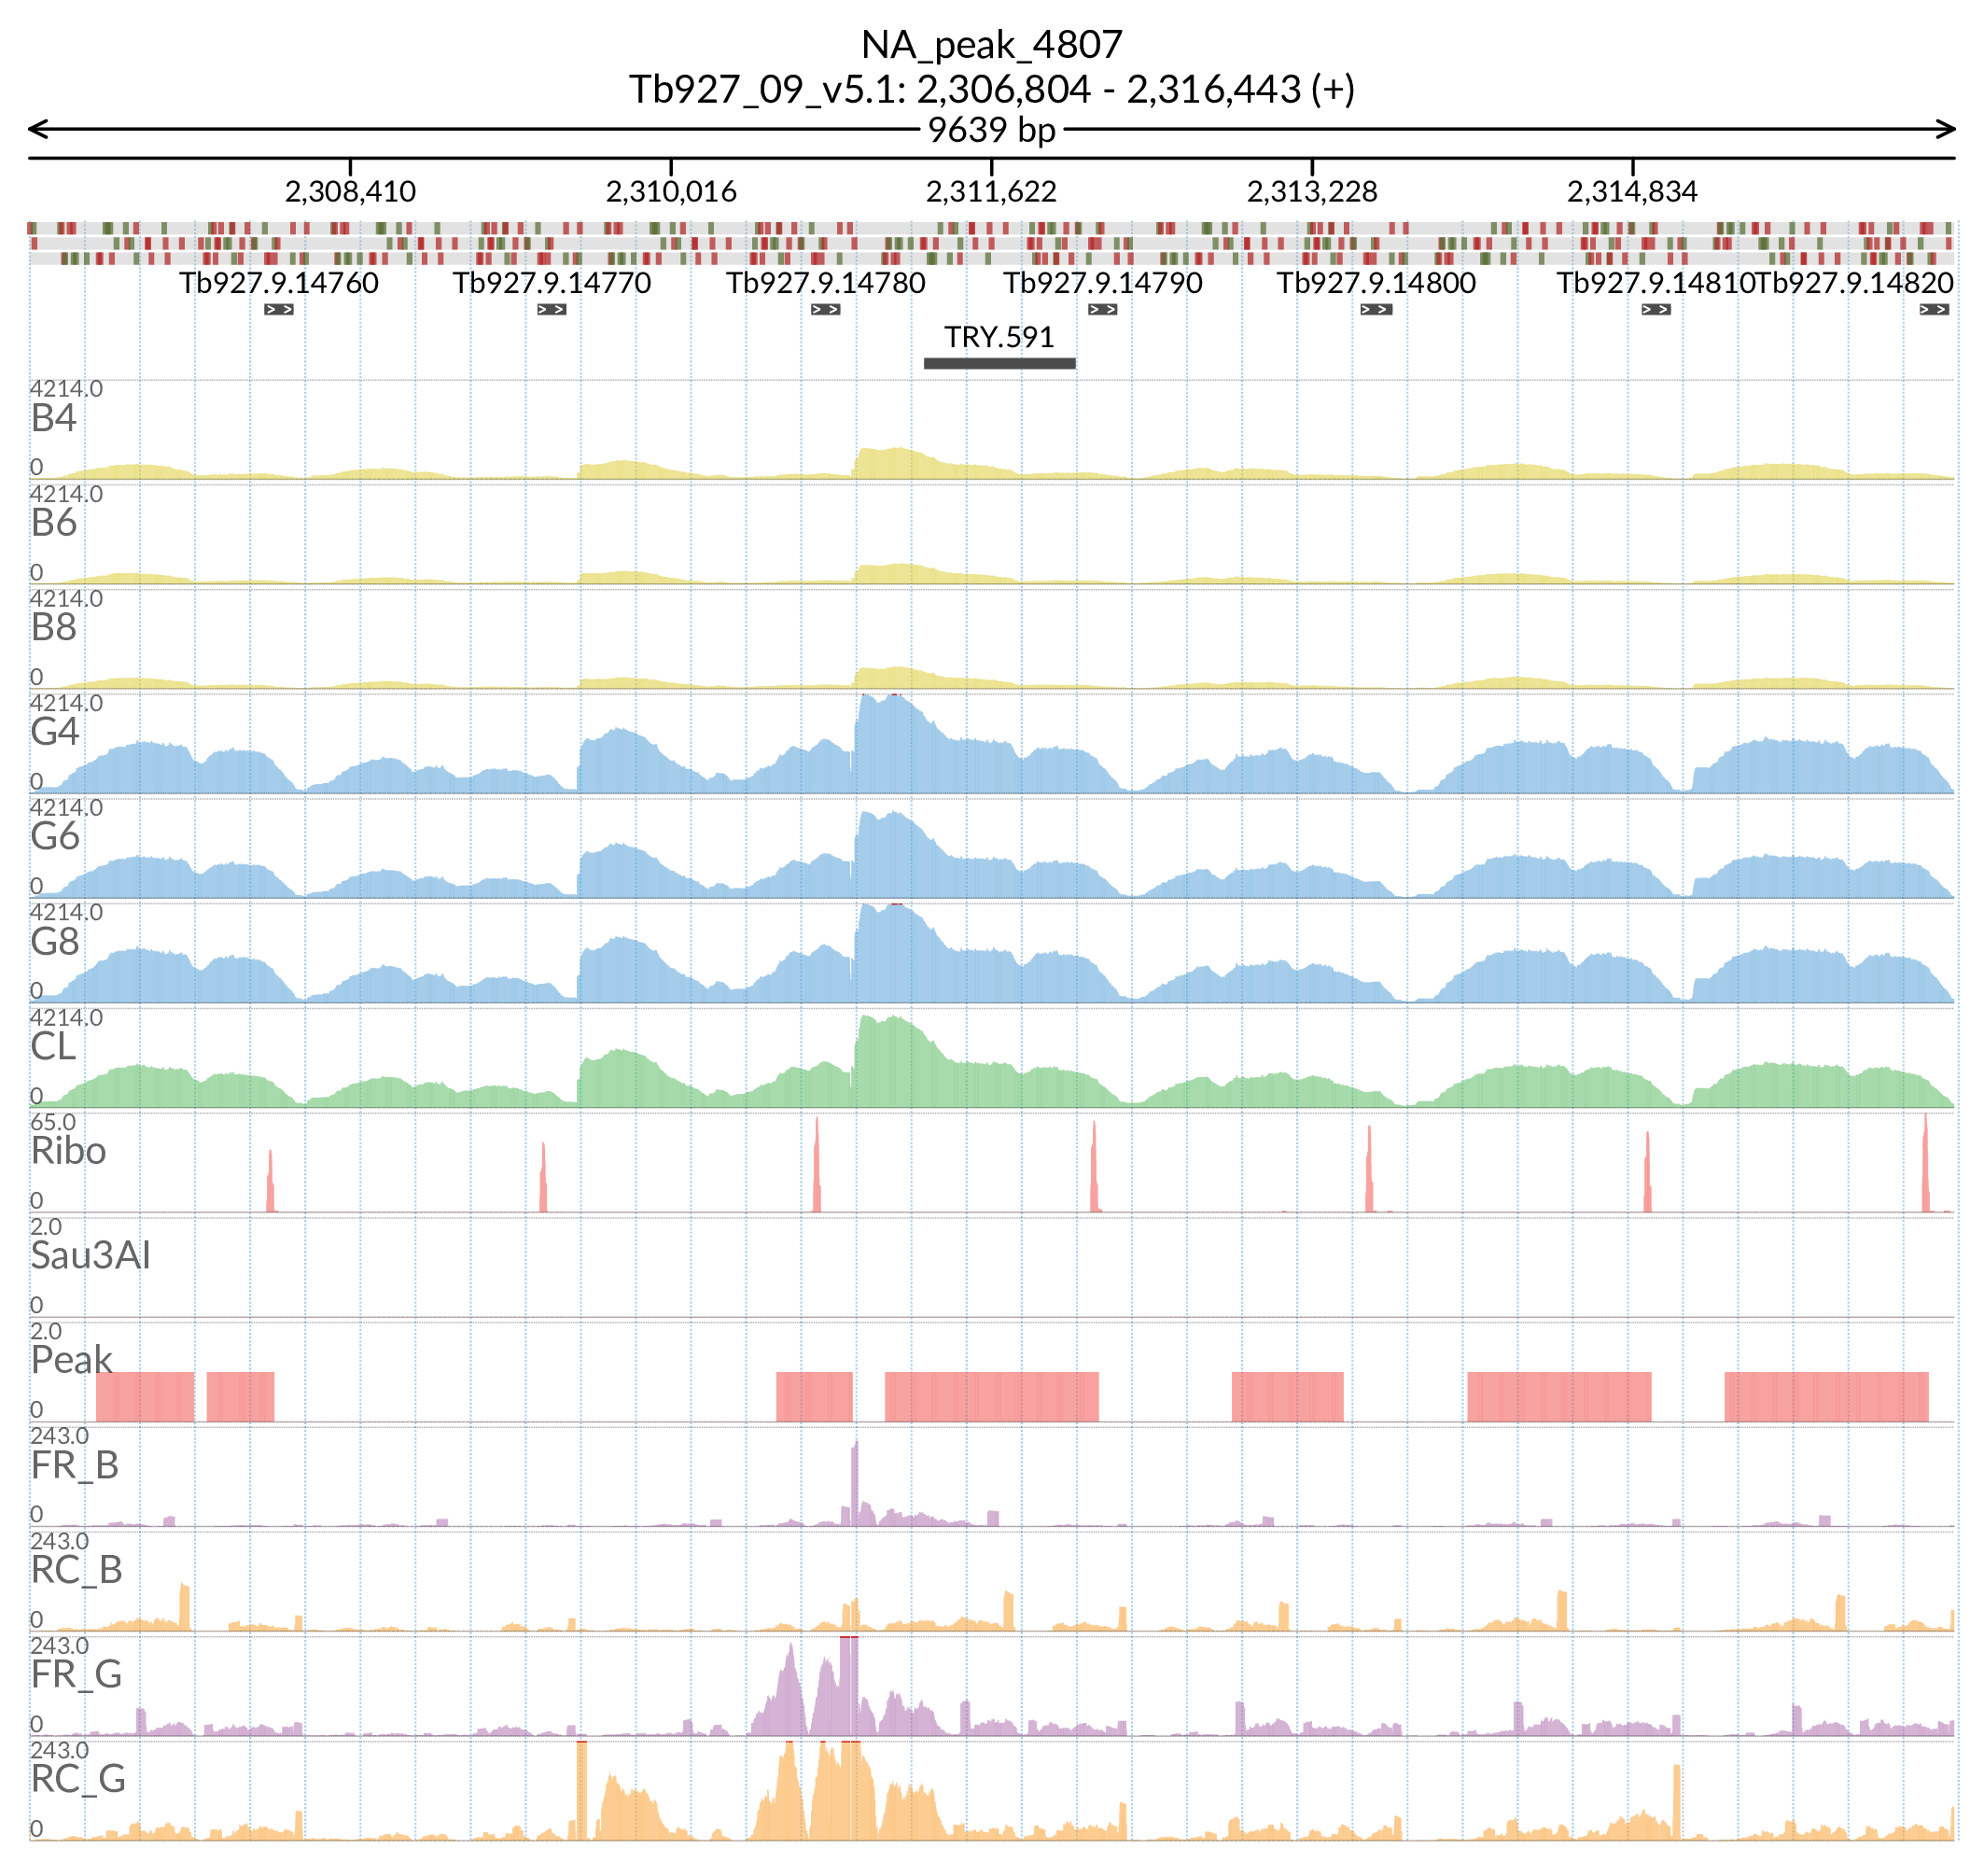 NA_peak_4807
Tb927_09_v5.1: 2,306,804 - 2,316,443 (+)
9639 bp
2,308,410 2,310,016 2,311,622 2,313,228 2,314,834
Tb927.9.14760 Tb927.9.14770 Tb927.9.14780 Tb927.9.14790 Tb927.9.14800 Tb927.9.14810 Tb927.9.14820
TRY.591
4214.0
B4
0
4214.0
B6
0
4214.0
B8
0
4214.0
G4
0
4214.0
G6
0
4214.0
G8
0
4214.0
CL
0
65.0
Ribo
0
2.0
Sau3AI
0
2.0
Peak
0
243.0
FR_B
0
243.0
RC_B
0
243.0
FR_G
0
243.0
RC_G
0